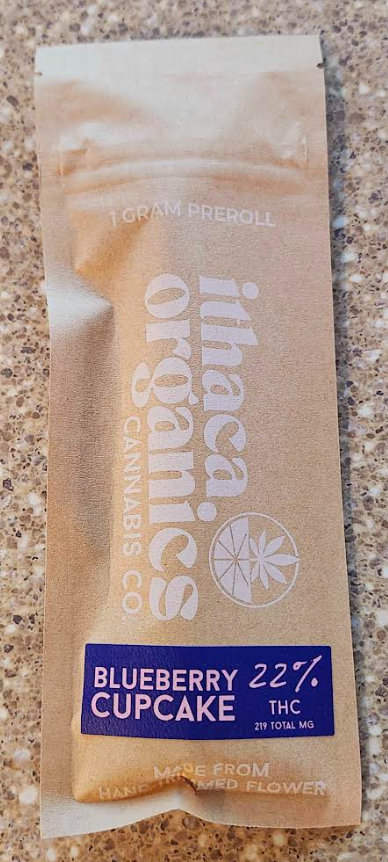 1 GRAM PREROLL
ithaca
organics
CANNABIS CO
BLUEBERRY
CUPCAKE
22%
THC
219 TOTAL MG
MADE FROM
HAND TRIMMED FLOWER